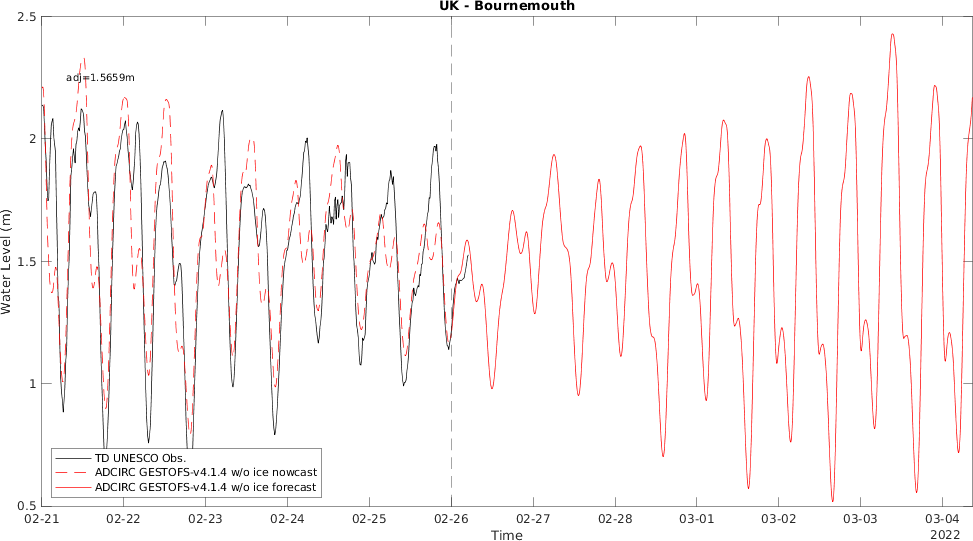 UK - Bournemouth
2.5
adj=1.5659m
2
1.5
1
0.5
Water Level (m)
TD UNESCO Obs.
ADCIRC GESTOFS-v4.1.4 w/o ice nowcast
ADCIRC GESTOFS-v4.1.4 w/o ice forecast
02-21 02-22 02-23 02-24 02-25 02-26 02-27 02-28 03-01 03-02 03-03 03-04
Time
2022